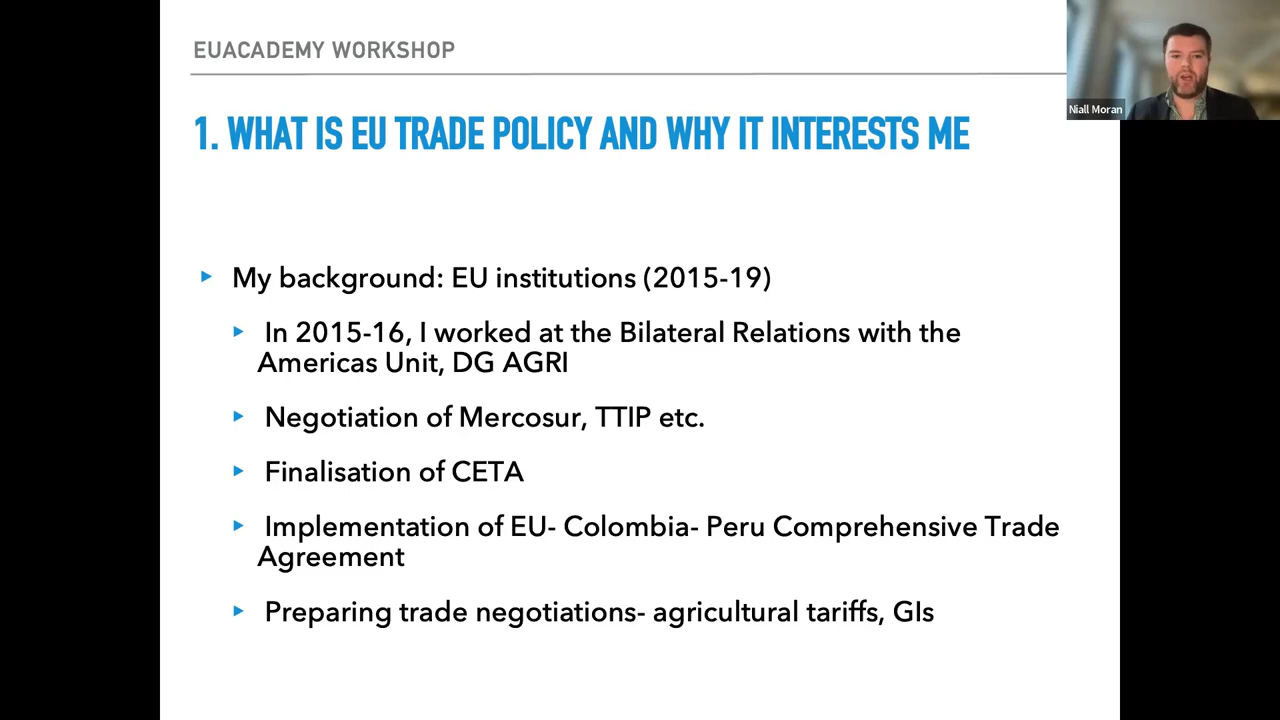 EUACADEMY WORKSHOP
Niall Moran
1. WHAT IS EU TRADE POLICY AND WHY IT INTERESTS ME
My background: EU institutions (2015-19)
In 2015-16, I worked at the Bilateral Relations with the
Americas Unit, DG AGRI
Negotiation of Mercosur, TTIP etc.
Finalisation of CETA
Implementation of EU- Colombia- Peru Comprehensive Trade
Agreement
Preparing trade negotiations- agricultural tariffs, GIs